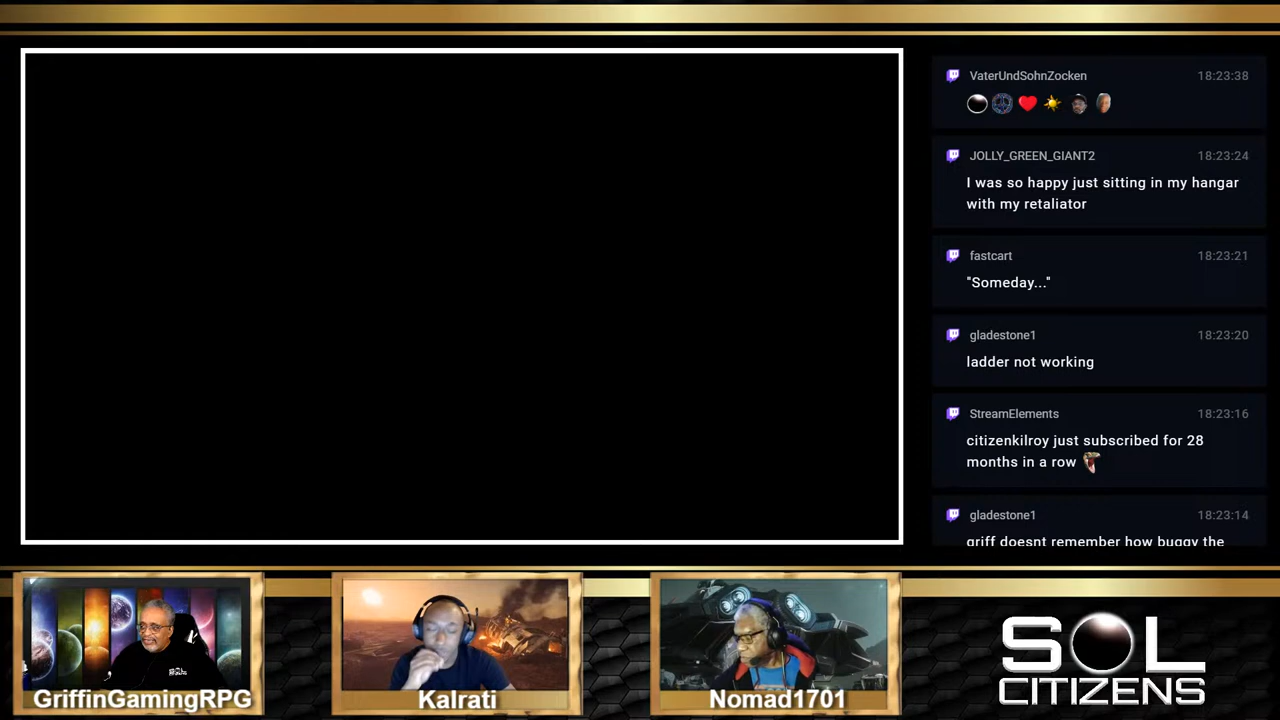 VaterUndSohnZocken 18:23:38
JOLLY_GREEN_GIANT2 18:23:24
I was so happy just sitting in my hangar
with my retaliator
fastcart 18:23:21
"Someday..."
gladestone1 18:23:20
ladder not working
StreamElements 18:23:16
citizenkilroy just subscribed for 28
months in a row
gladestone1 18:23:14
griff doesnt remember how buggy the
GriffinGamingRPG
Kalrati
Nomad1701
SOL
CITIZENS